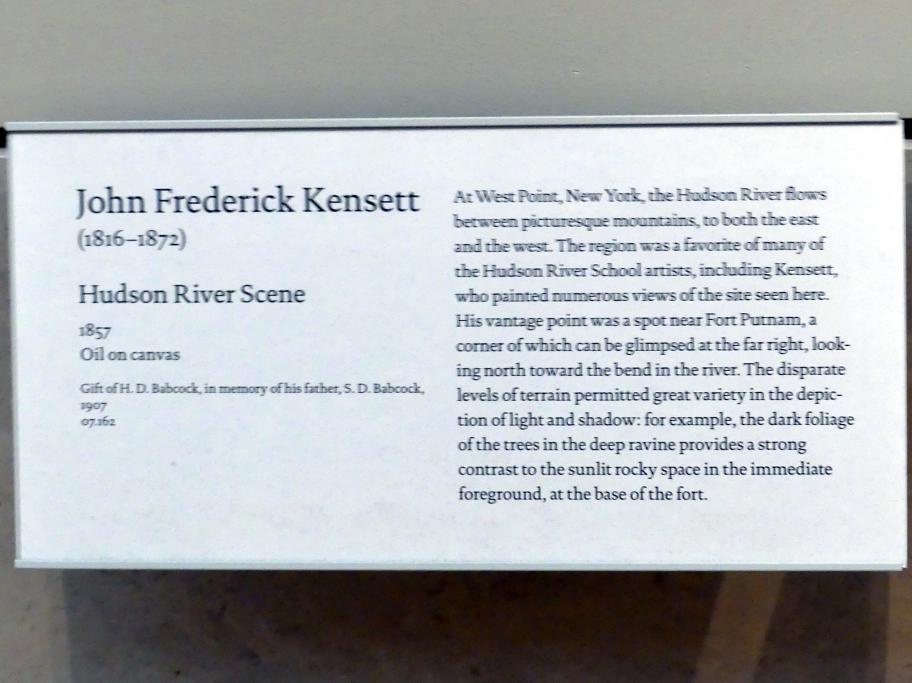 John Frederick Kensett
(1816–1872)
Hudson River Scene
1857
Oil on canvas
Gift of H. D. Babcock, in memory of his father, S. D. Babcock,
1907
07.162
At West Point, New York, the Hudson River flows
between picturesque mountains, to both the east
and the west. The region was a favorite of many of
the Hudson River School artists, including Kensett,
who painted numerous views of the site seen here.
His vantage point was a spot near Fort Putnam, a
corner of which can be glimpsed at the far right, look-
ing north toward the bend in the river. The disparate
levels of terrain permitted great variety in the depic-
tion of light and shadow: for example, the dark foliage
of the trees in the deep ravine provides a strong
contrast to the sunlit rocky space in the immediate
foreground, at the base of the fort.